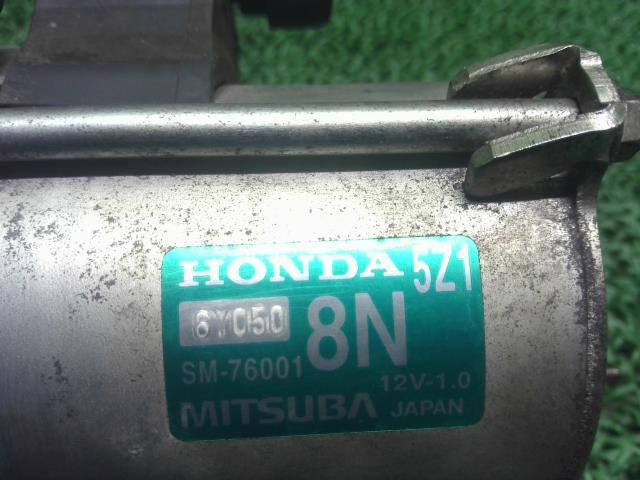 HONDA 5Z1
6Y050 8N
SM-76001
12V-1.0
MITSUBA JAPAN